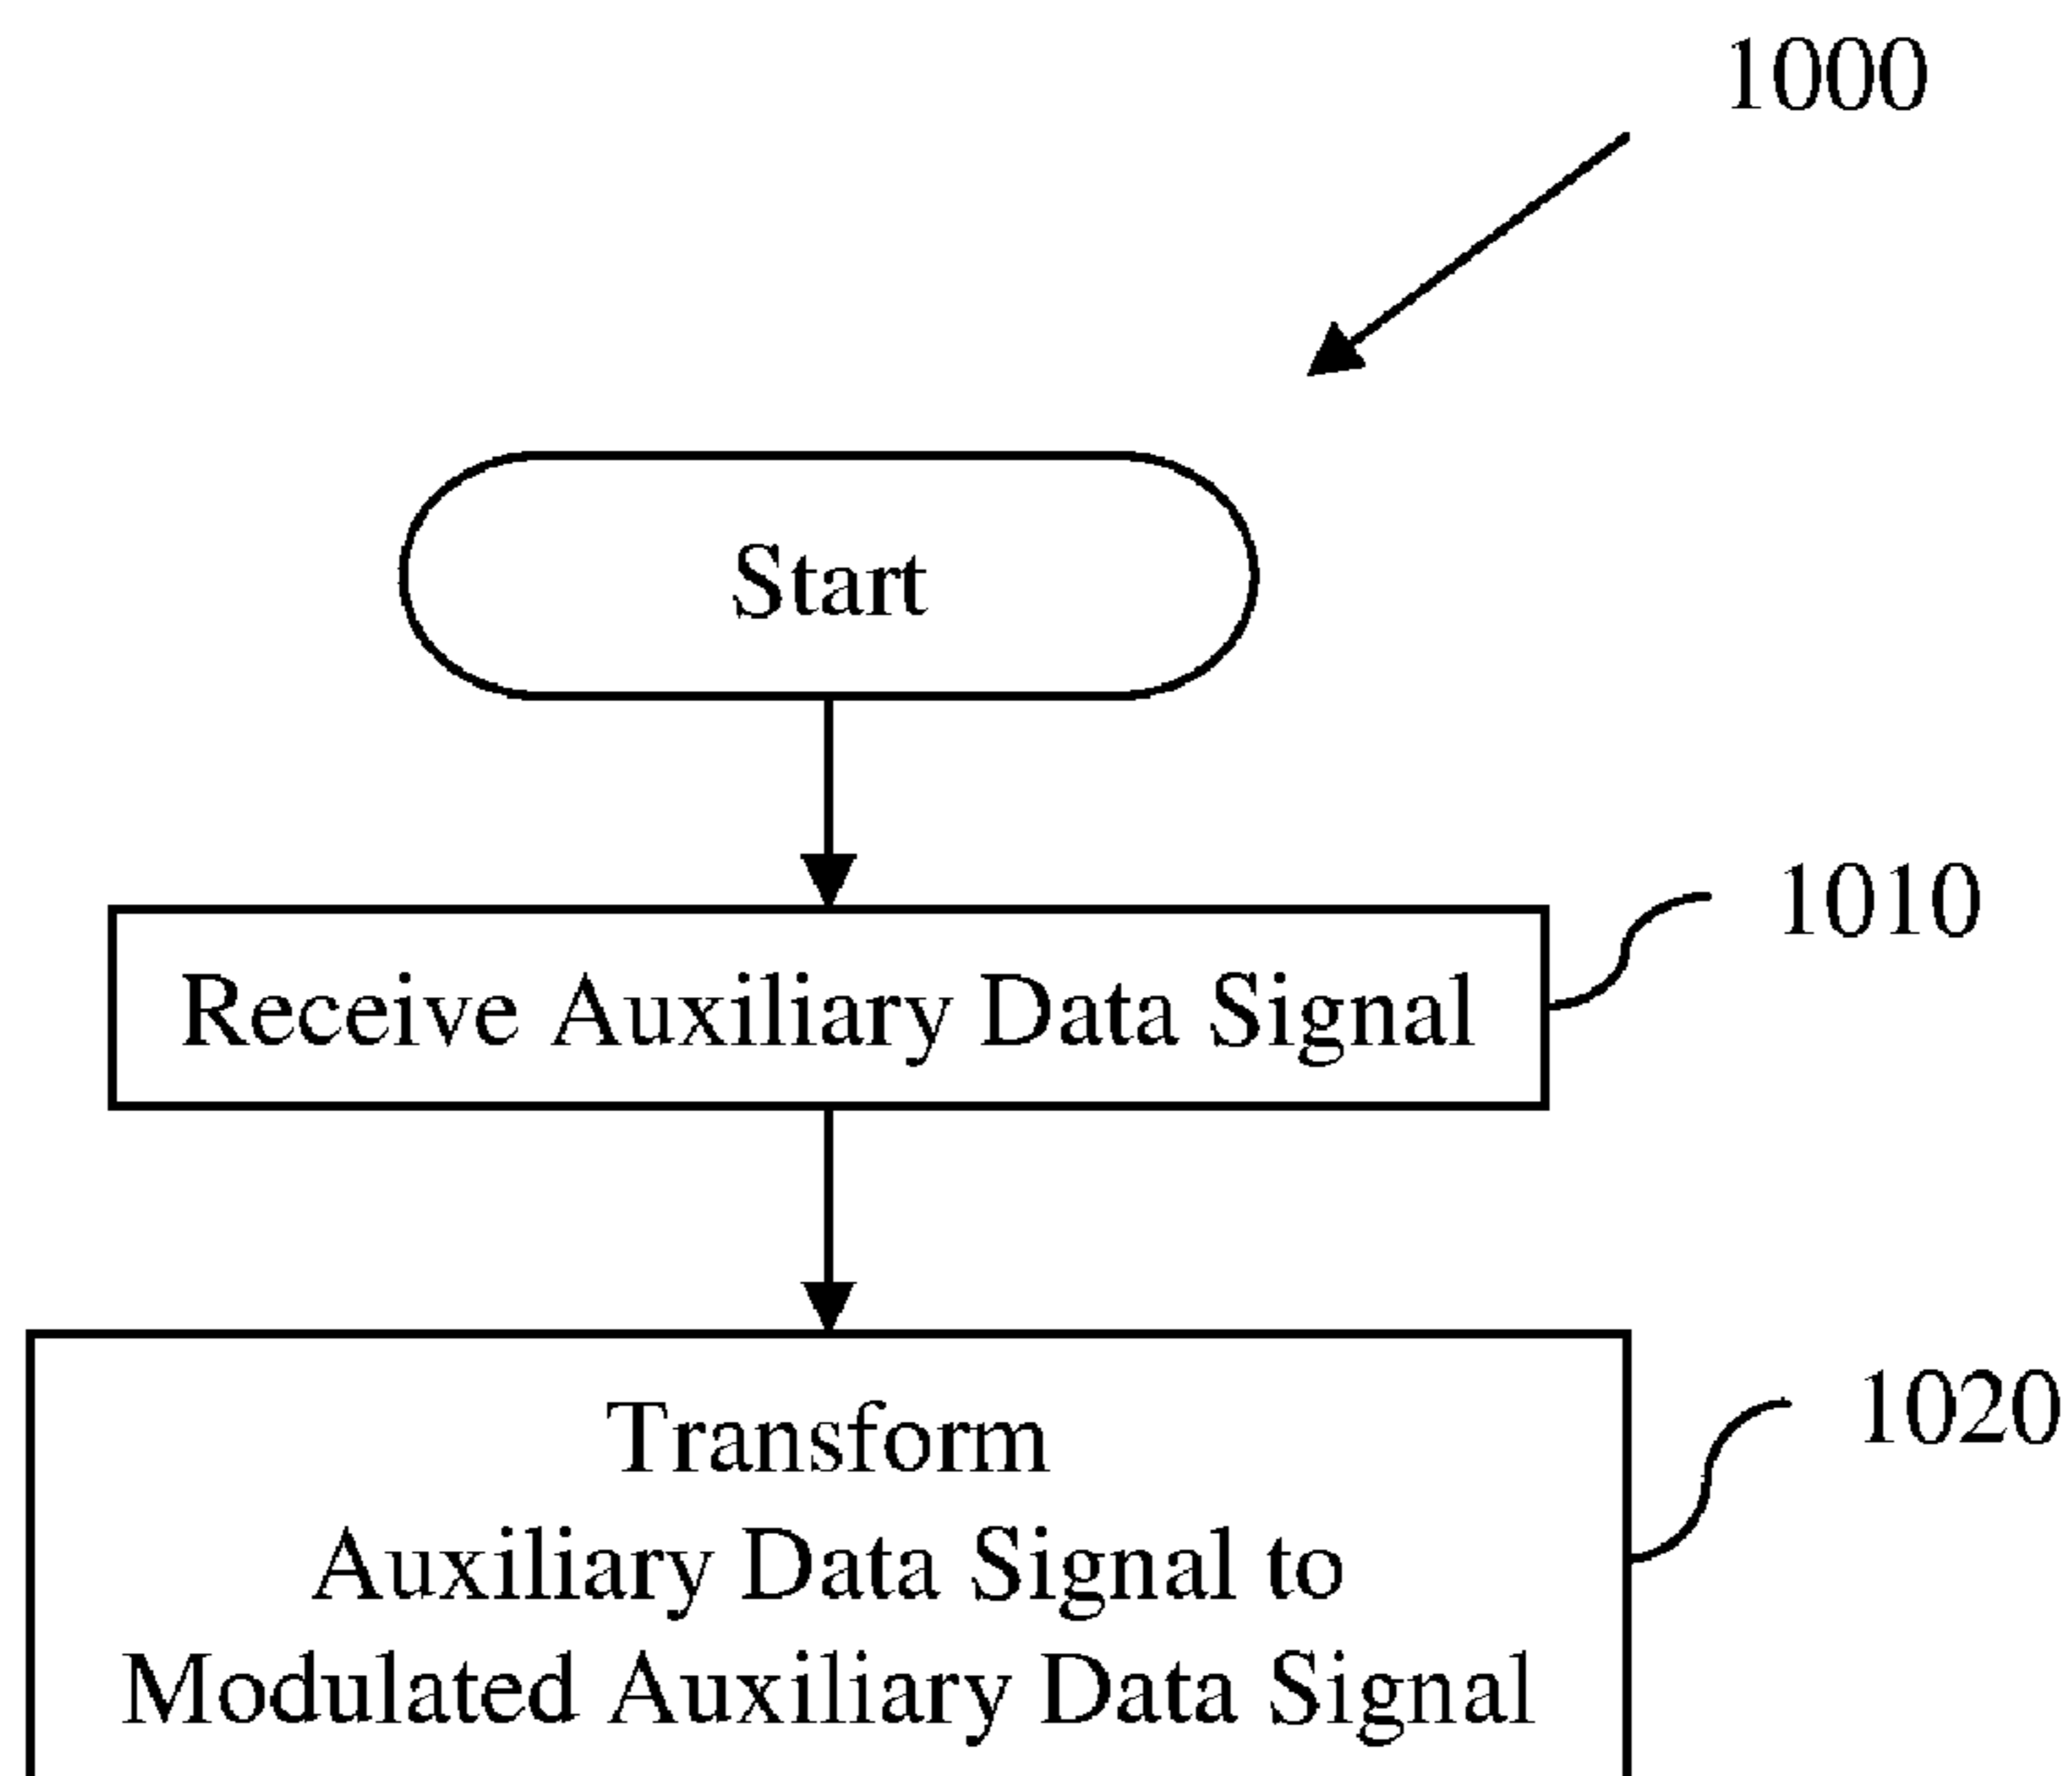 1000
Start
1010
Receive Auxiliary Data Signal
1020
Transform
Auxiliary Data Signal to
Modulated Auxiliary Data Signal